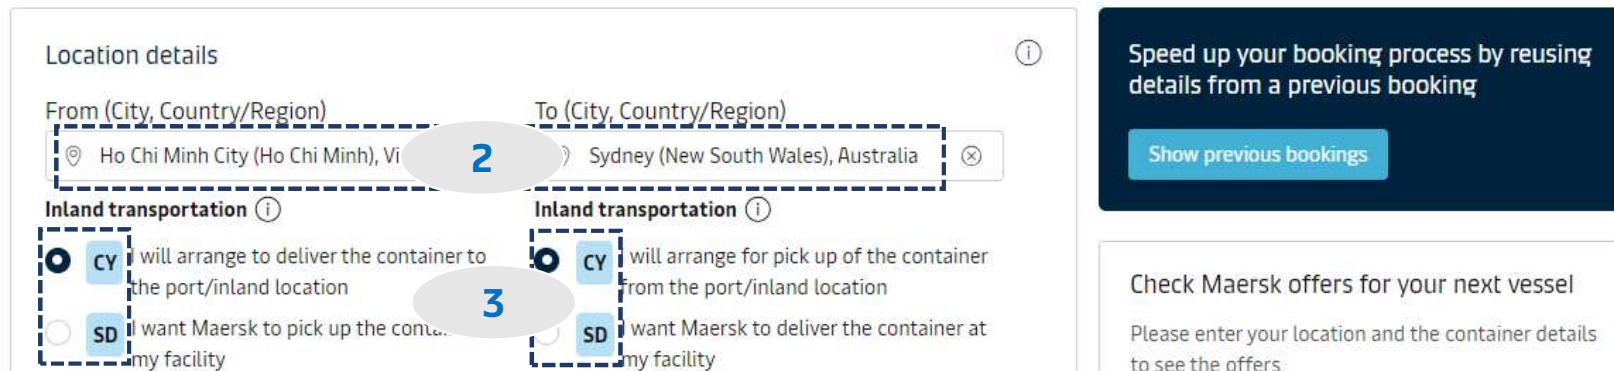 Location details
From (City, Country/Region)
To (City, Country/Region)
Ho Chi Minh City (Ho Chi Minh), Vi
2
Sydney (New South Wales), Australia
Inland transportation
Inland transportation
CY I will arrange to deliver the container to
the port/inland location
SD I want Maersk to pick up the
my facility
3
CY I will arrange for pick up of the container
from the port/inland location
SD I want Maersk to deliver the container at
my facility
Speed up your booking process by reusing
details from a previous booking
Show previous bookings
Check Maersk offers for your next vessel
Please enter your location and the container details
to see the offers.